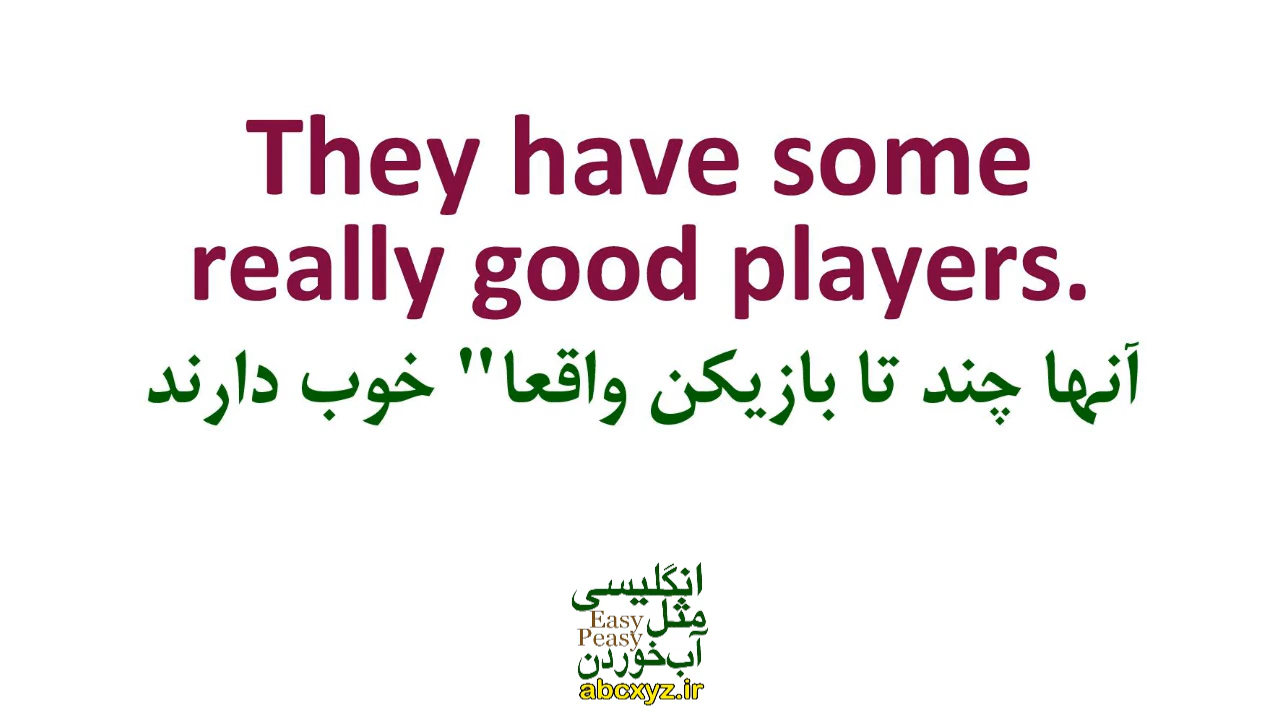 They have some
really good players.
آنها چند تا بازیکن واقعا" خوب دارند
انگلیسی
مثل
Easy
Peasy
آب‌خوردن
abcxyz.ir